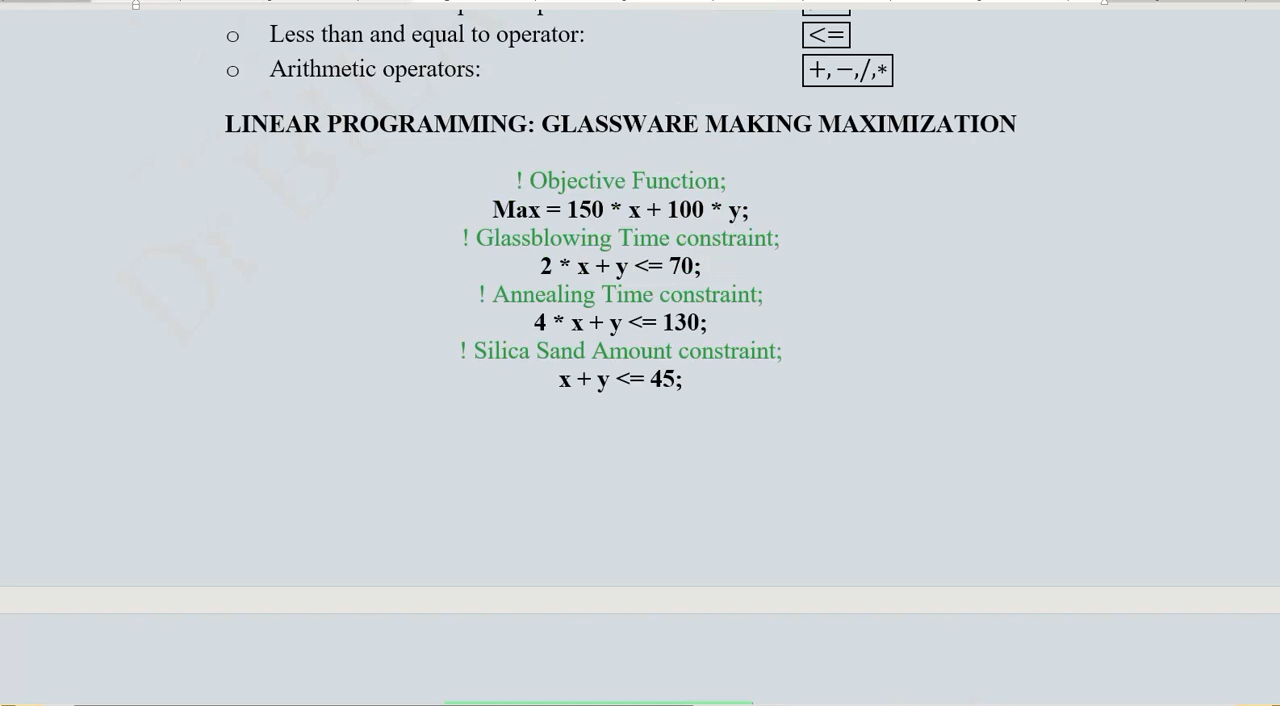 o Less than and equal to operator: <=
o Arithmetic operators: +,−,/,*
LINEAR PROGRAMMING: GLASSWARE MAKING MAXIMIZATION
! Objective Function;
Max = 150 * x + 100 * y;
! Glassblowing Time constraint;
2 * x + y <= 70;
! Annealing Time constraint;
4 * x + y <= 130;
! Silica Sand Amount constraint;
x + y <= 45;
Dr